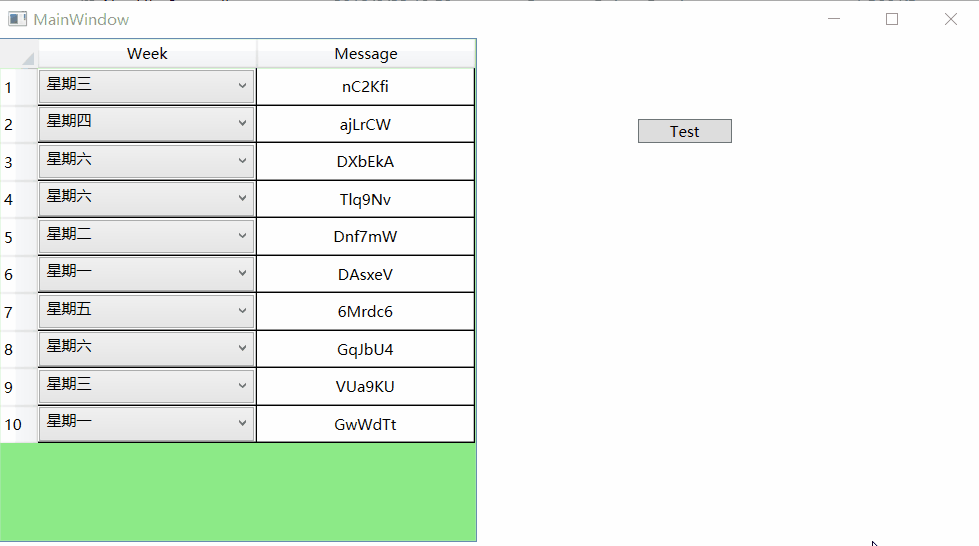 MainWindow
Week Message
1 星期三 nC2Kfi
2 星期四 ajLrCW
Test
3 星期六 DXbEkA
4 星期六 Tlq9Nv
5 星期二 Dnf7mW
6 星期一 DAsxeV
7 星期五 6Mrdc6
8 星期六 GqJbU4
9 星期三 VUa9KU
10 星期一 GwWdTt